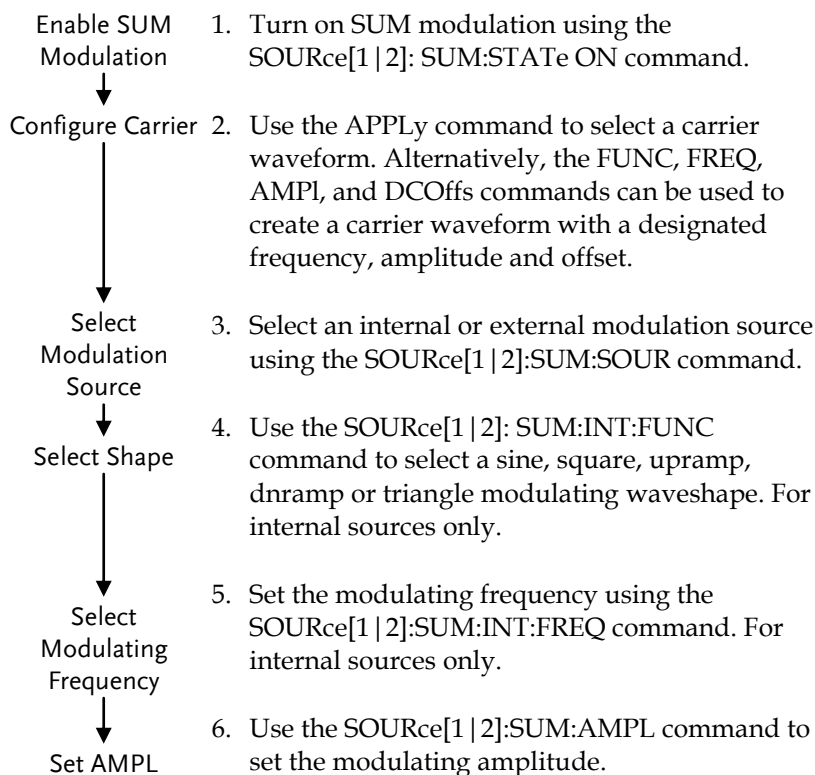 Enable SUM
Modulation
1. Turn on SUM modulation using the
SOURce[1|2]: SUM:STATe ON command.
Configure Carrier
2. Use the APPLy command to select a carrier
waveform. Alternatively, the FUNC, FREQ,
AMPl, and DCOffs commands can be used to
create a carrier waveform with a designated
frequency, amplitude and offset.
Select
Modulation
Source
3. Select an internal or external modulation source
using the SOURce[1|2]:SUM:SOUR command.
Select Shape
4. Use the SOURce[1|2]: SUM:INT:FUNC
command to select a sine, square, upramp,
dnramp or triangle modulating waveshape. For
internal sources only.
Select
Modulating
Frequency
5. Set the modulating frequency using the
SOURce[1|2]:SUM:INT:FREQ command. For
internal sources only.
Set AMPL
6. Use the SOURce[1|2]:SUM:AMPL command to
set the modulating amplitude.